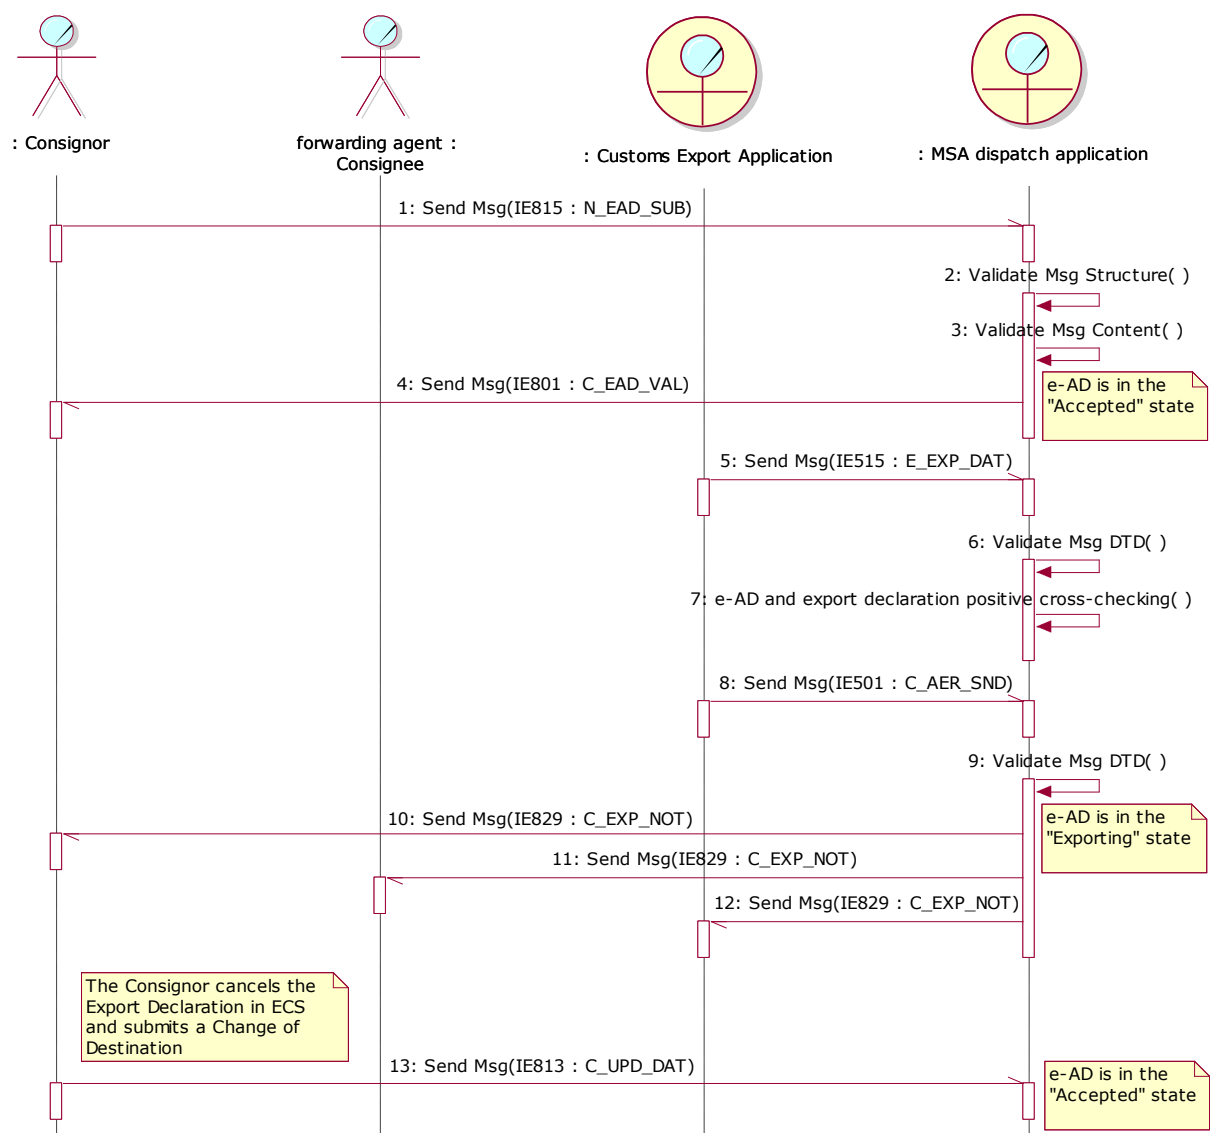 : Consignor
forwarding agent :
Consignee
: Customs Export Application
: MSA dispatch application
1: Send Msg(IE815 : N_EAD_SUB)
2: Validate Msg Structure( )
3: Validate Msg Content( )
4: Send Msg(IE801 : C_EAD_VAL)
e-AD is in the
"Accepted" state
5: Send Msg(IE515 : E_EXP_DAT)
6: Validate Msg DTD( )
7: e-AD and export declaration positive cross-checking( )
8: Send Msg(IE501 : C_AER_SND)
9: Validate Msg DTD( )
10: Send Msg(IE829 : C_EXP_NOT)
e-AD is in the
"Exporting" state
11: Send Msg(IE829 : C_EXP_NOT)
12: Send Msg(IE829 : C_EXP_NOT)
The Consignor cancels the
Export Declaration in ECS
and submits a Change of
Destination
13: Send Msg(IE813 : C_UPD_DAT)
e-AD is in the
"Accepted" state